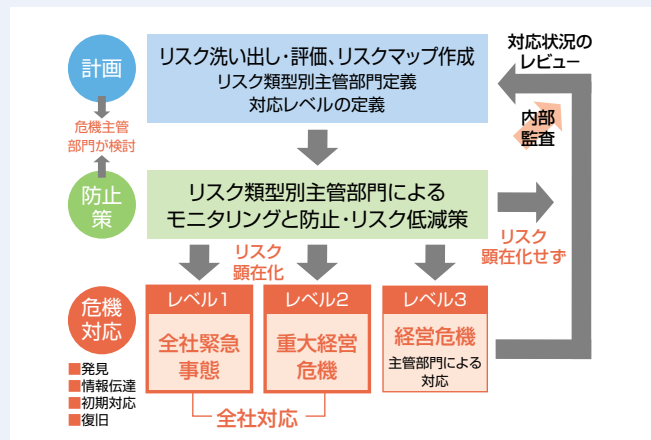 計画
危機主管
部門が検討
防止
策
危機
対応
■発見
■情報伝達
■初期対応
■復旧
リスク洗い出し・評価、リスクマップ作成
リスク類型別主管部門定義
対応レベルの定義
リスク類型別主管部門による
モニタリングと防止・リスク低減策
リスク
顕在化
レベル1
全社緊急
事態
レベル2
重大経営
危機
レベル3
経営危機
主管部門による
対応
全社対応
対応状況の
レビュー
内部
監査
リスク
顕在化せず